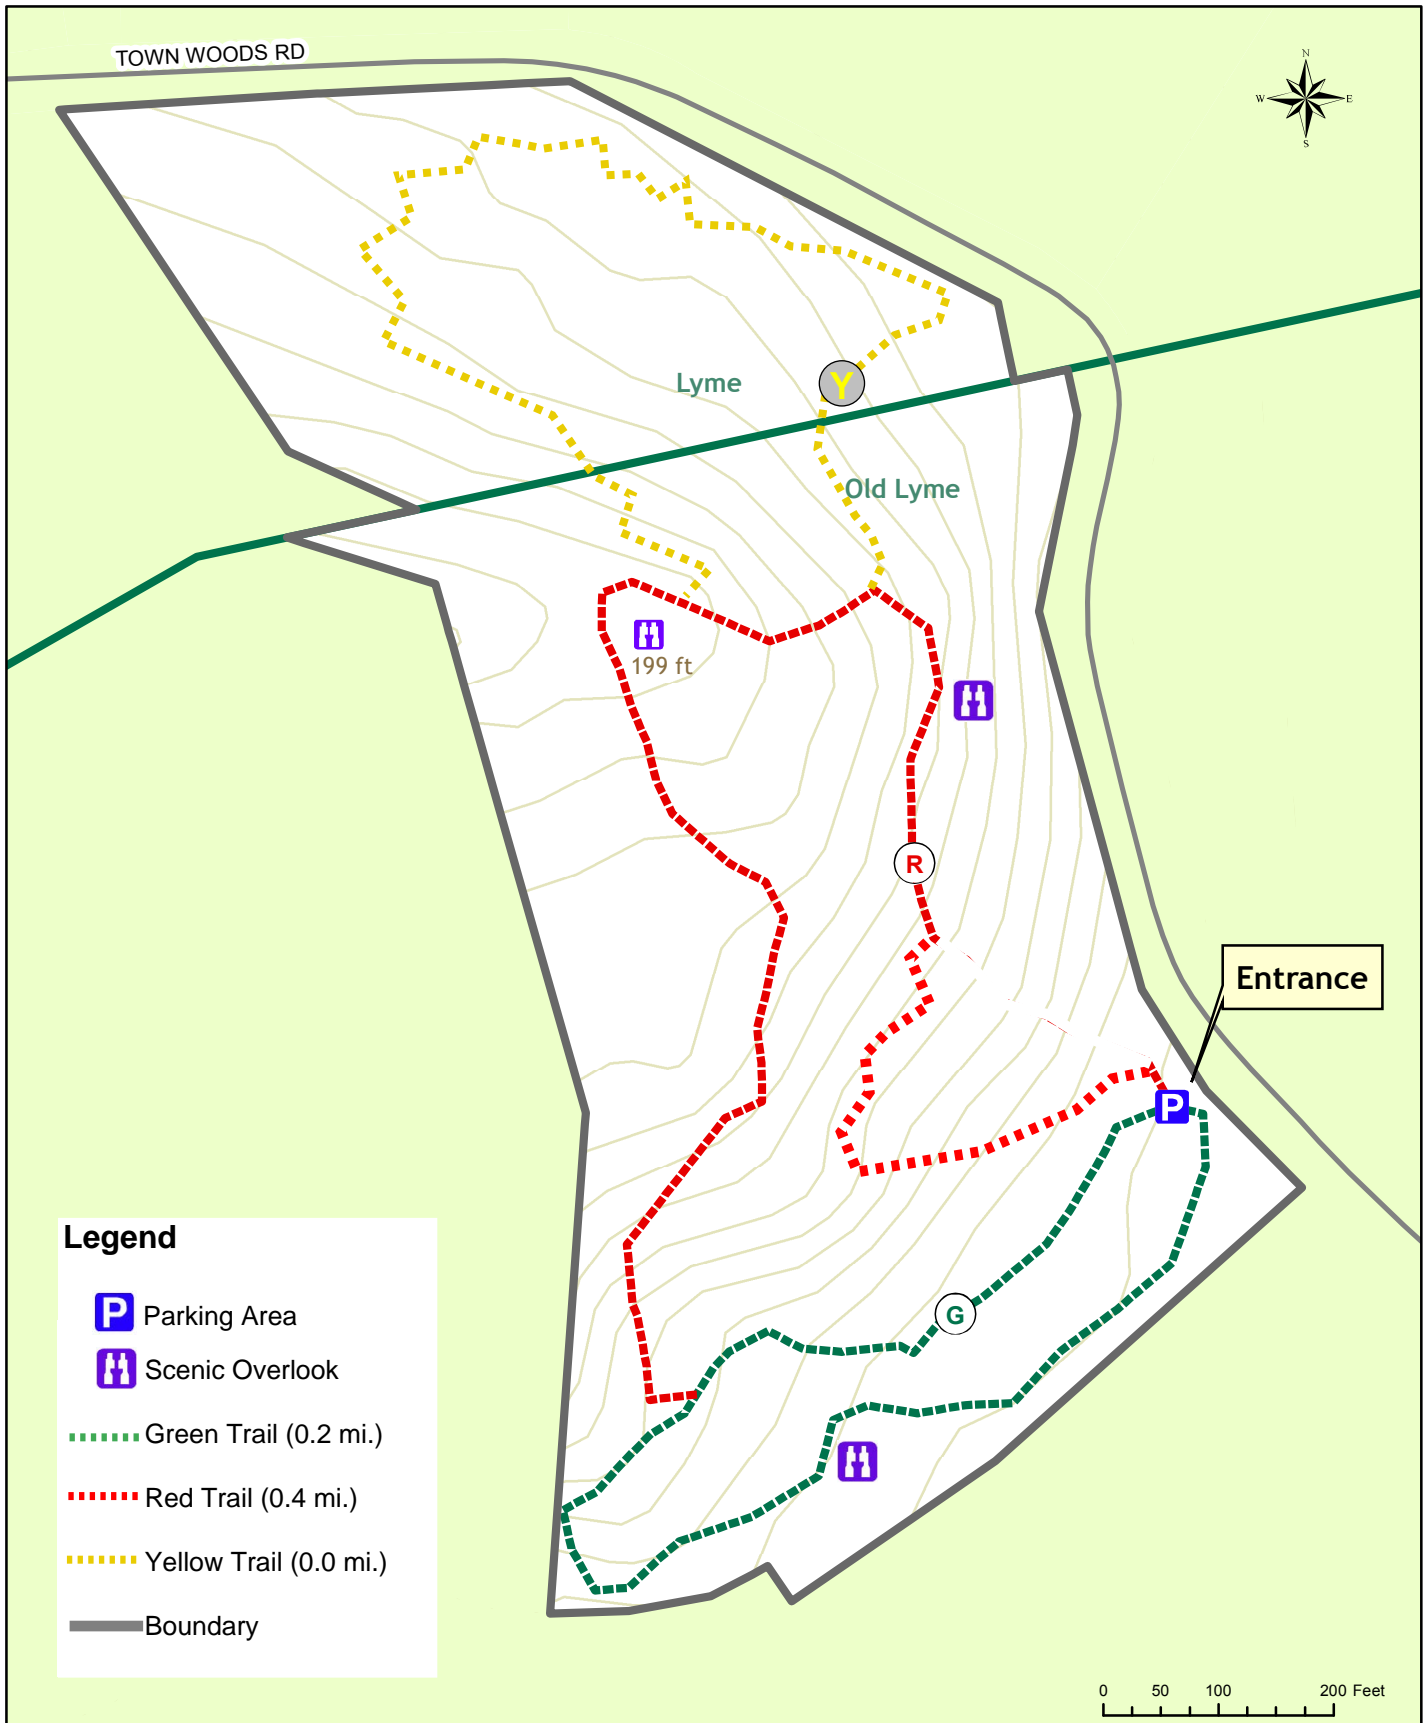 TOWN WOODS RD
N
W
E
S
Lyme
Y
Old Lyme
199 ft
R
Entrance
P
G
Legend
P Parking Area
Scenic Overlook
Green Trail (0.2 mi.)
Red Trail (0.4 mi.)
Yellow Trail (0.0 mi.)
Boundary
0 50 100 200 Feet